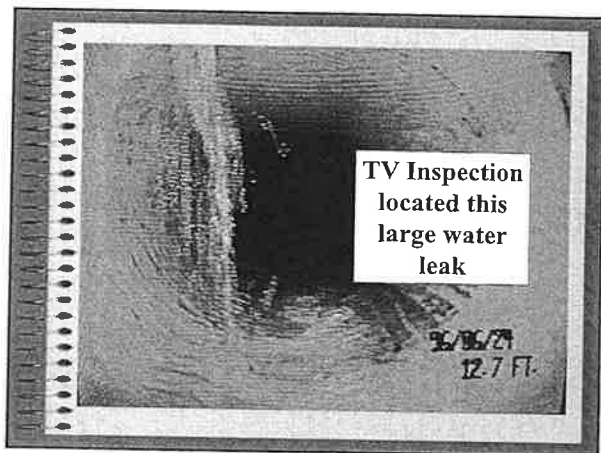 TV Inspection
located this
large water
leak
96/06/24
12.7 FT.